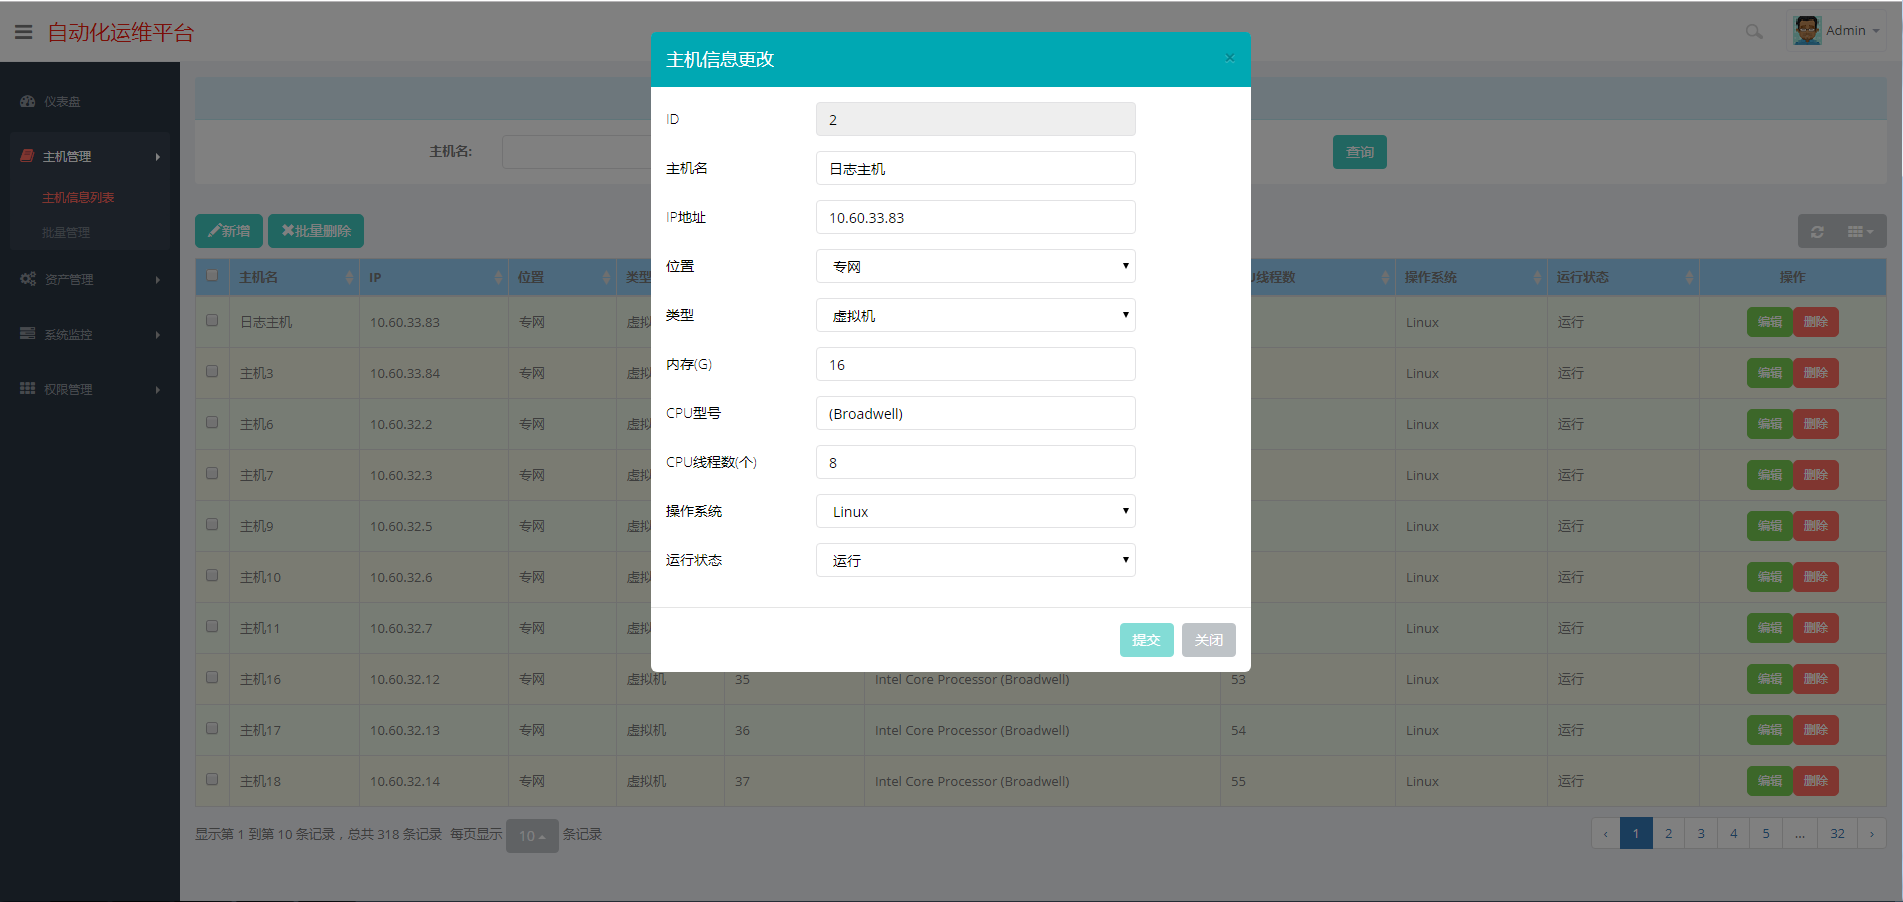 自动化运维平台
Admin
仪表盘
主机管理
主机信息列表
批量管理
资产管理
系统监控
权限管理
主机名:
查询
新增
批量删除
主机信息更改
×
ID 2
主机名 日志主机
IP地址 10.60.33.83
位置 专网
类型 虚拟机
内存(G) 16
CPU型号 (Broadwell)
CPU线程数(个) 8
操作系统 Linux
运行状态 运行
提交 关闭
主机名 IP 位置 类型 线程数 操作系统 运行状态 操作
日志主机 10.60.33.83 专网 虚拟 Linux 运行 编辑 删除
主机3 10.60.33.84 专网 虚拟 Linux 运行 编辑 删除
主机6 10.60.32.2 专网 虚拟 Linux 运行 编辑 删除
主机7 10.60.32.3 专网 虚拟 Linux 运行 编辑 删除
主机9 10.60.32.5 专网 虚拟 Linux 运行 编辑 删除
主机10 10.60.32.6 专网 虚拟 Linux 运行 编辑 删除
主机11 10.60.32.7 专网 虚拟 Linux 运行 编辑 删除
主机16 10.60.32.12 专网 虚拟机 35 Intel Core Processor (Broadwell) 53 Linux 运行 编辑 删除
主机17 10.60.32.13 专网 虚拟机 36 Intel Core Processor (Broadwell) 54 Linux 运行 编辑 删除
主机18 10.60.32.14 专网 虚拟机 37 Intel Core Processor (Broadwell) 55 Linux 运行 编辑 删除
显示第 1 到第 10 条记录，总共 318 条记录 每页显示 10 条记录
‹ 1 2 3 4 5 ... 32 ›